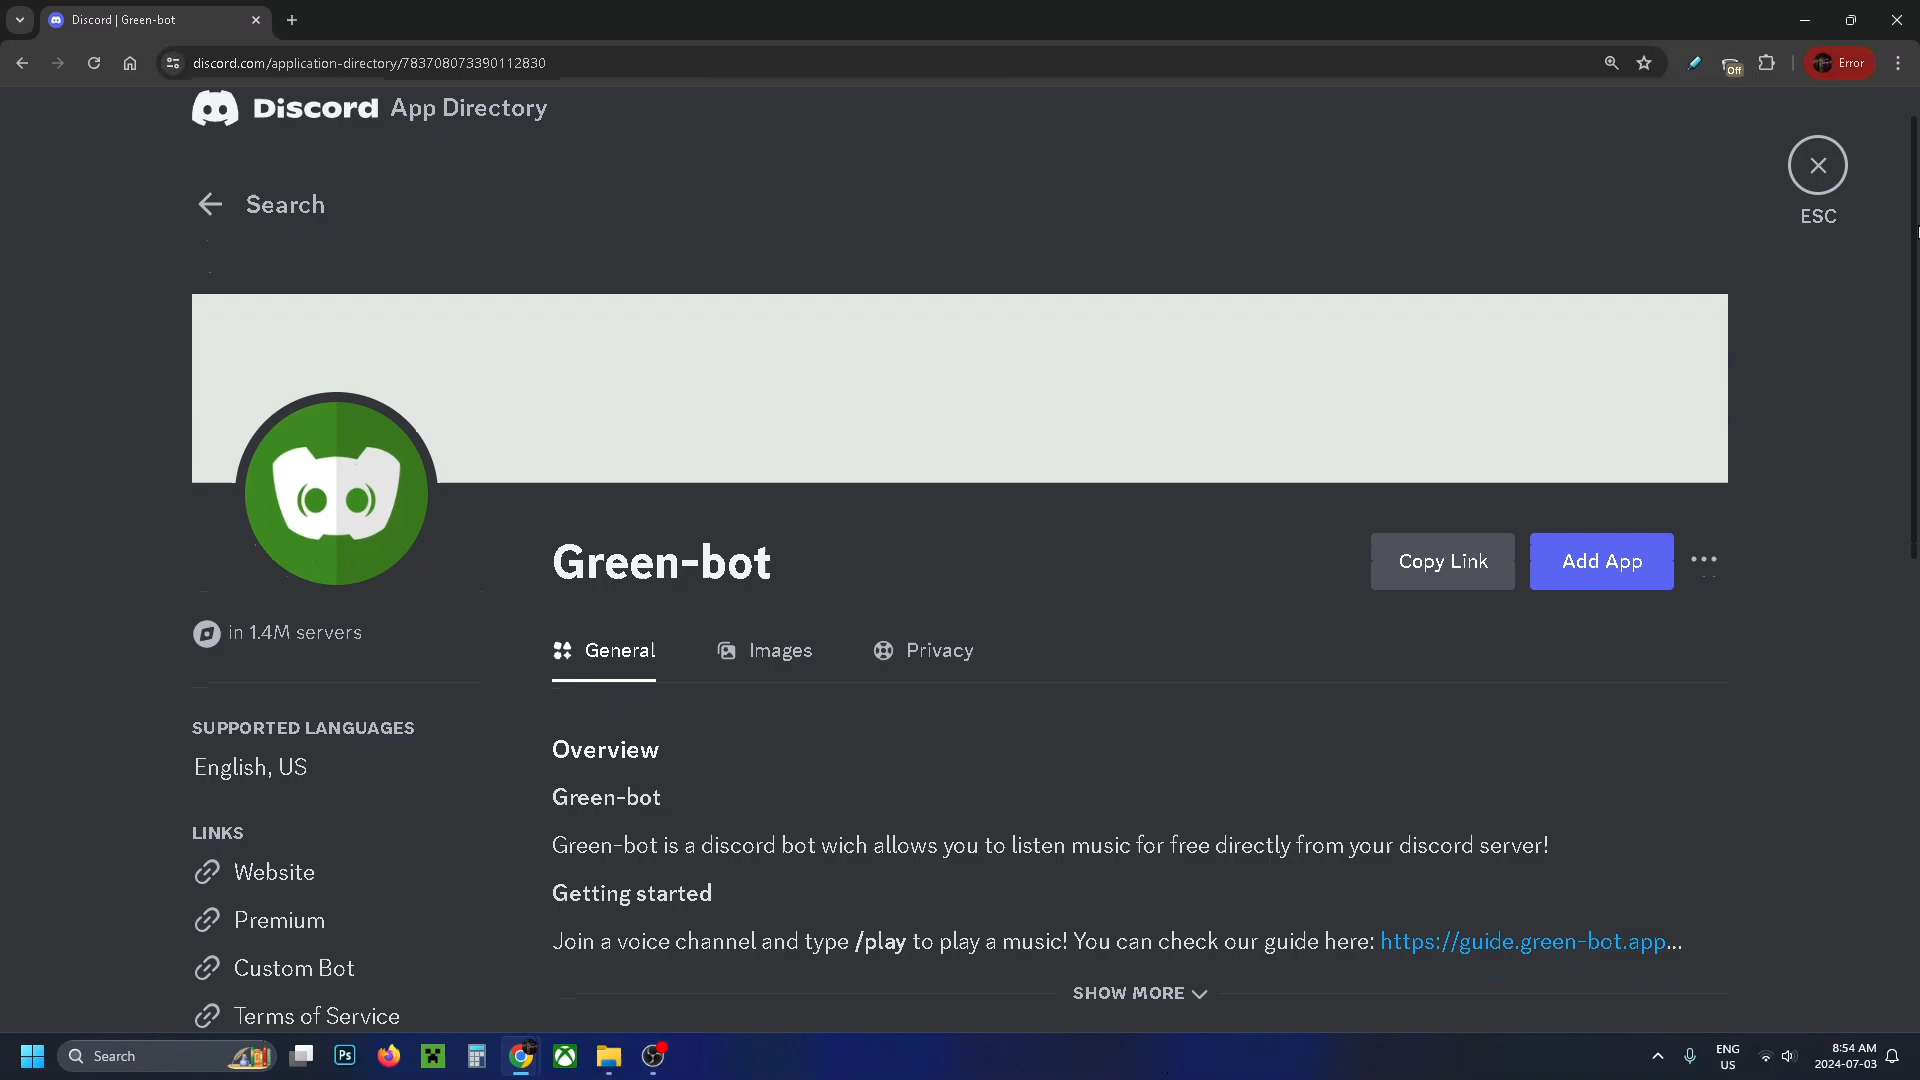 Discord | Green-bot
discord.com/application-directory/783708073390112830
Off
Error
Discord App Directory
Search
ESC
Green-bot
Copy Link
Add App
in 1.4M servers
General
Images
Privacy
SUPPORTED LANGUAGES
English, US
Overview
Green-bot
Green-bot is a discord bot wich allows you to listen music for free directly from your discord server!
Getting started
Join a voice channel and type /play to play a music! You can check our guide here: https://guide.green-bot.app...
SHOW MORE
LINKS
Website
Premium
Custom Bot
Terms of Service
Search
Ps
ENG
US
8:54 AM
2024-07-03